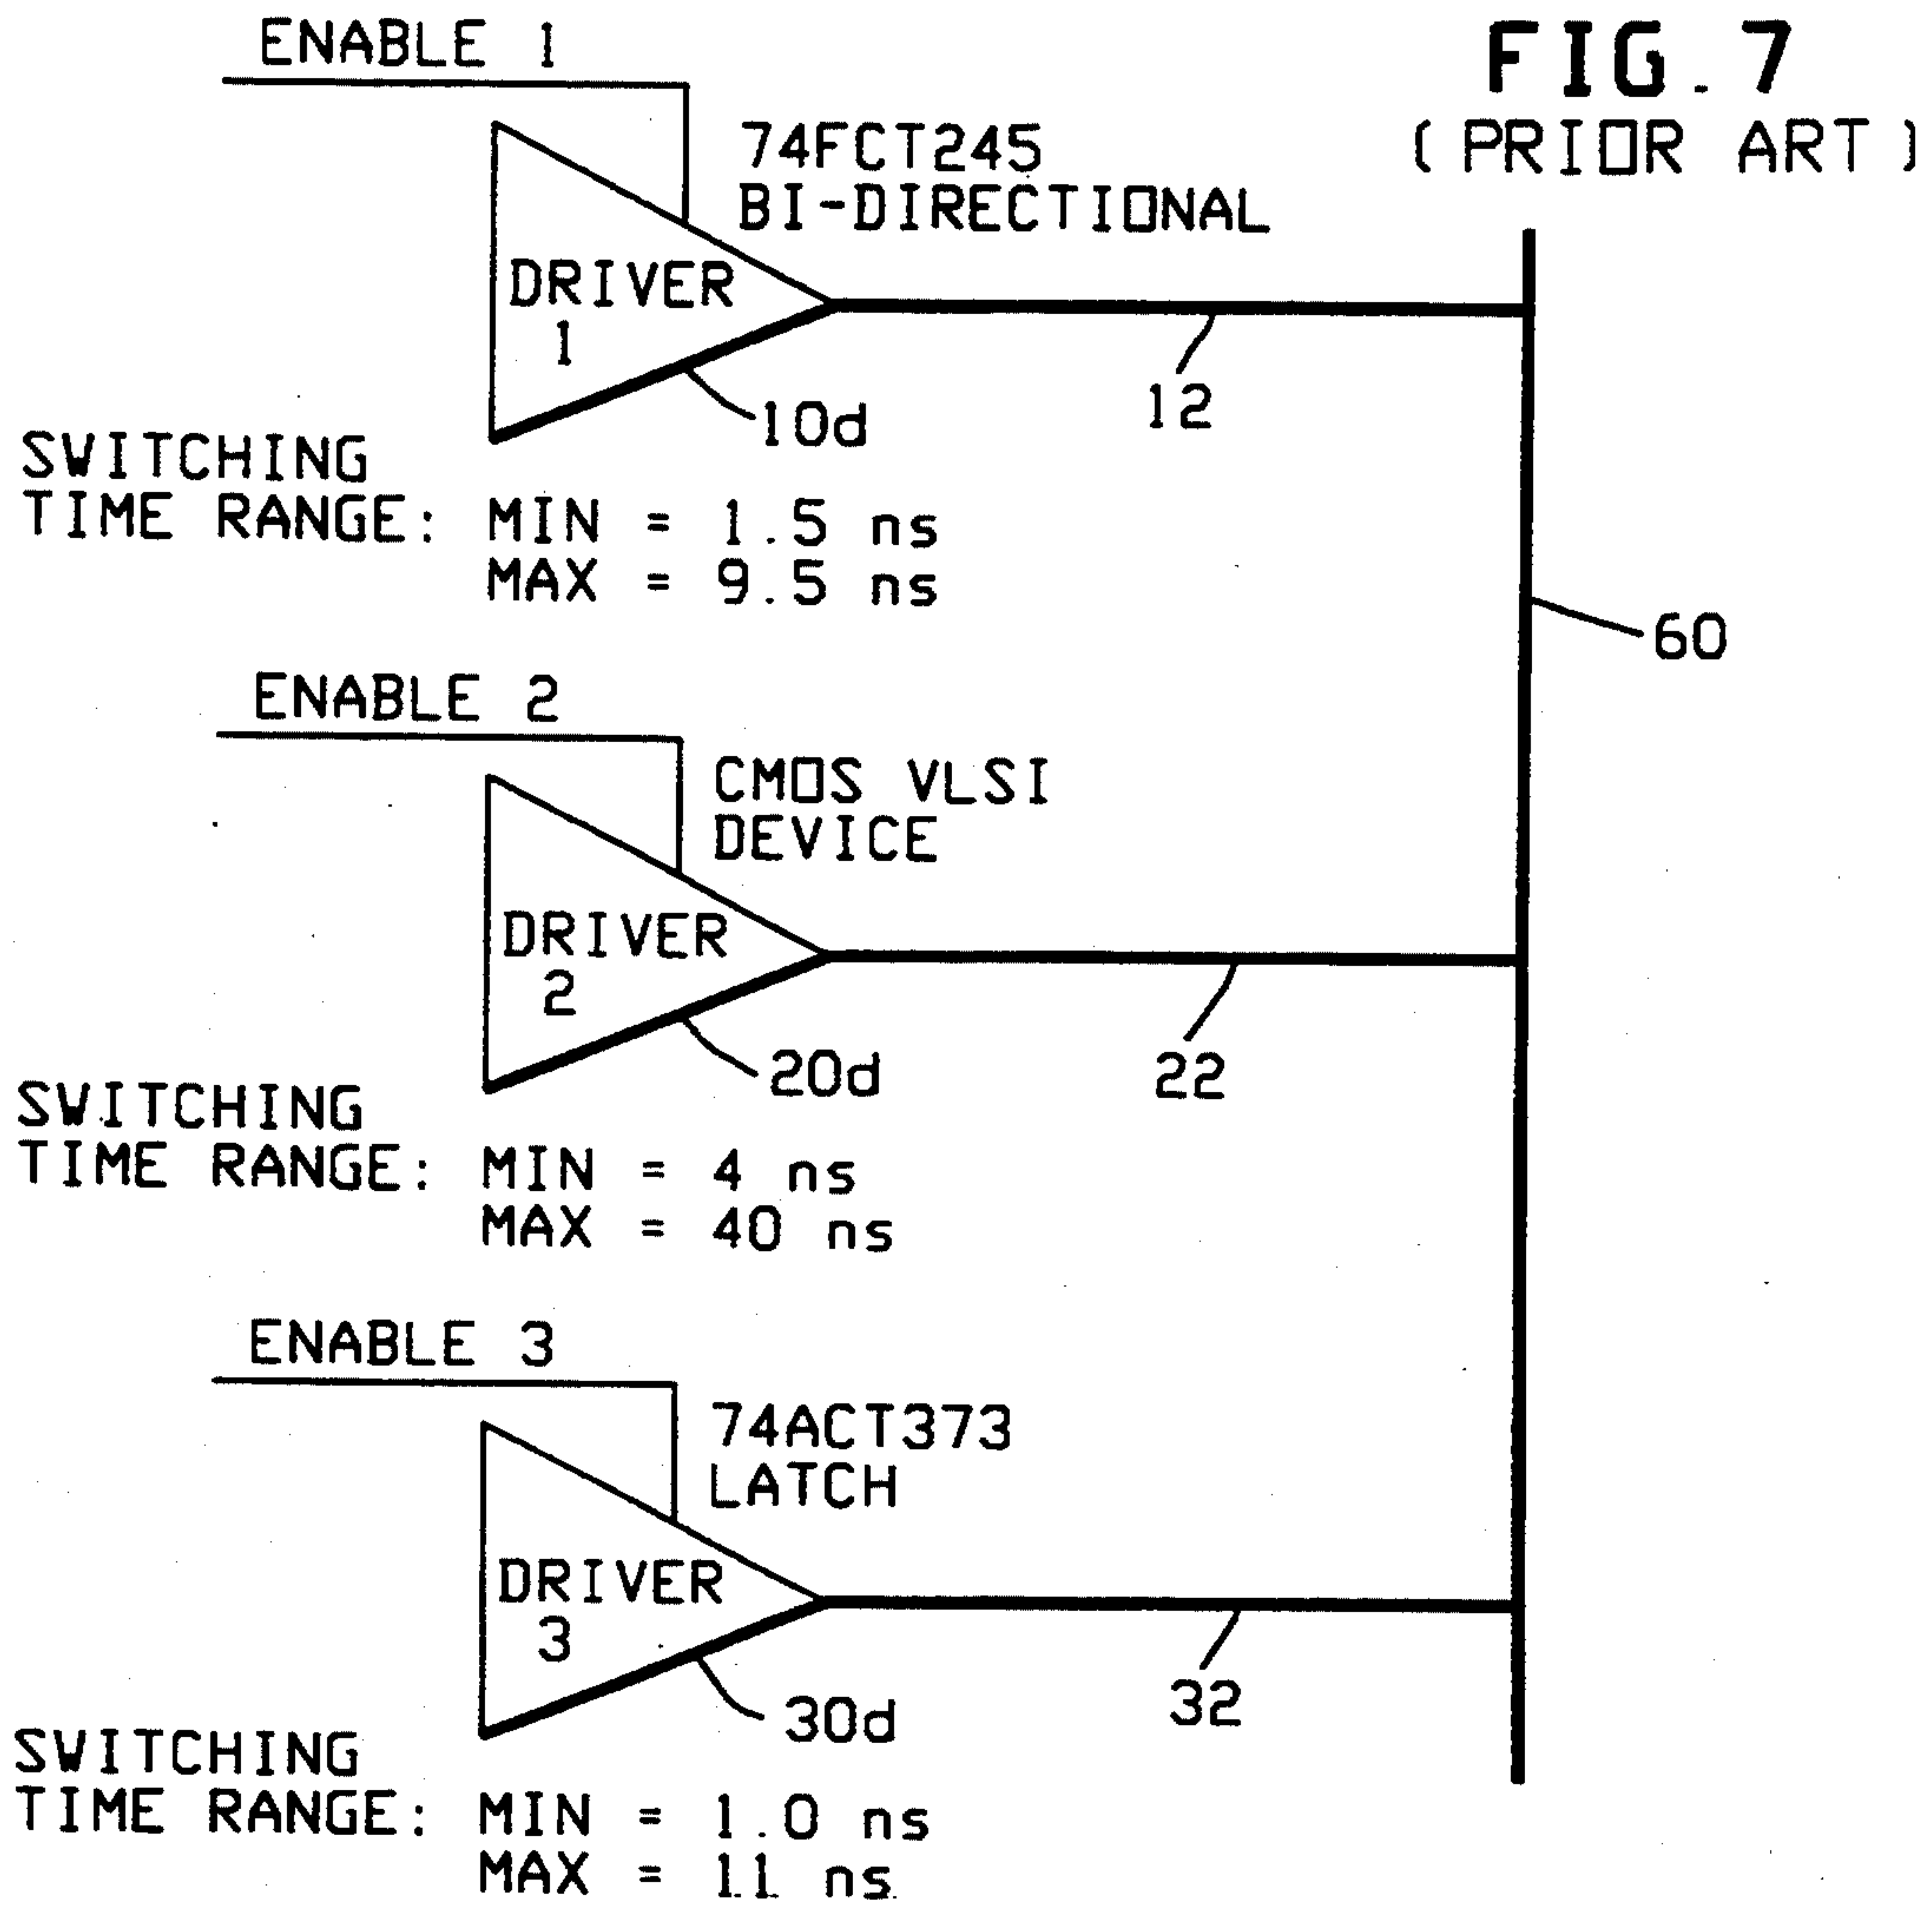 FIG. 7
( PRIOR ART )
ENABLE 1
74FCT245
BI-DIRECTIONAL
DRIVER
1
10d
12
SWITCHING
TIME RANGE: MIN = 1.5 ns
MAX = 9.5 ns
60
ENABLE 2
CMOS VLSI
DEVICE
DRIVER
2
20d
22
SWITCHING
TIME RANGE: MIN = 4 ns
MAX = 40 ns
ENABLE 3
74ACT373
LATCH
DRIVER
3
30d
32
SWITCHING
TIME RANGE: MIN = 1.0 ns
MAX = 11 ns